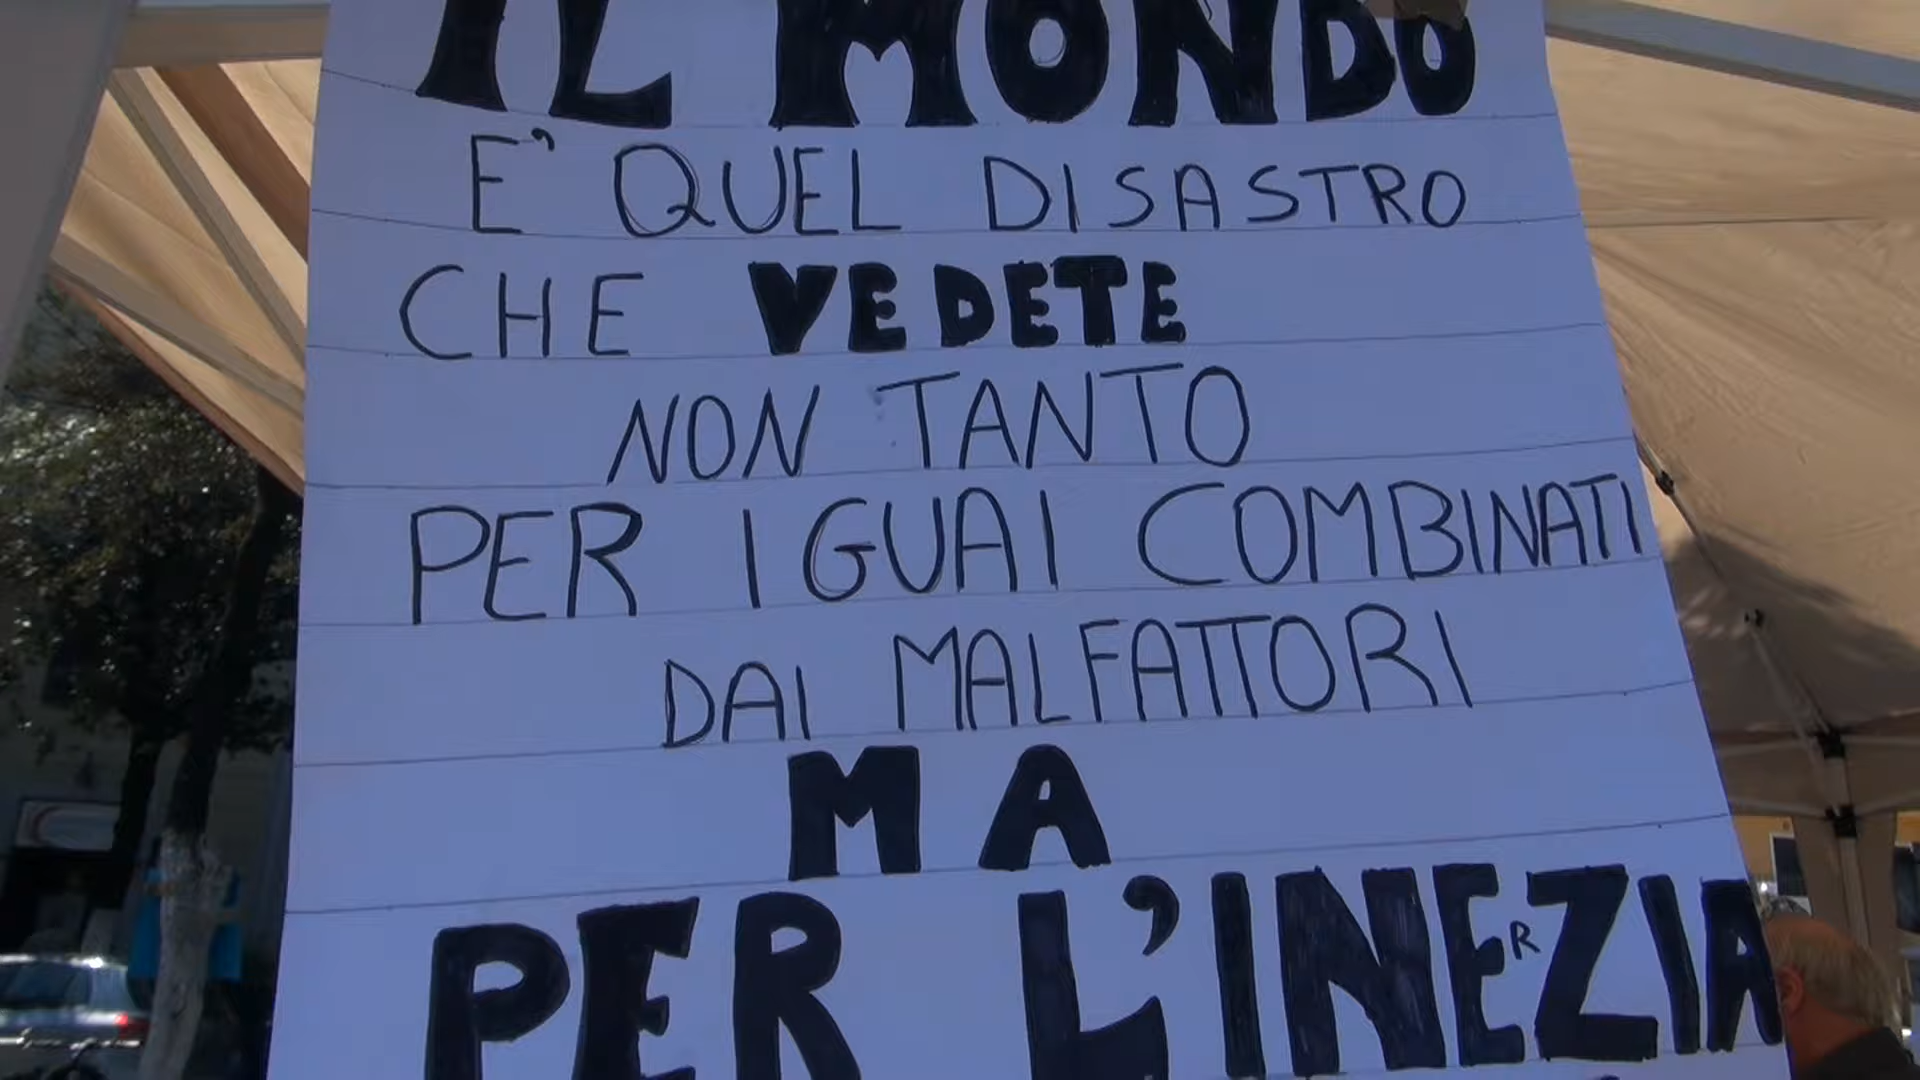 IL MONDO
E' QUEL DISASTRO
CHE VEDETE
NON TANTO
PER I GUAI COMBINATI
DAI MALFATTORI
MA
PER L'INERZIA